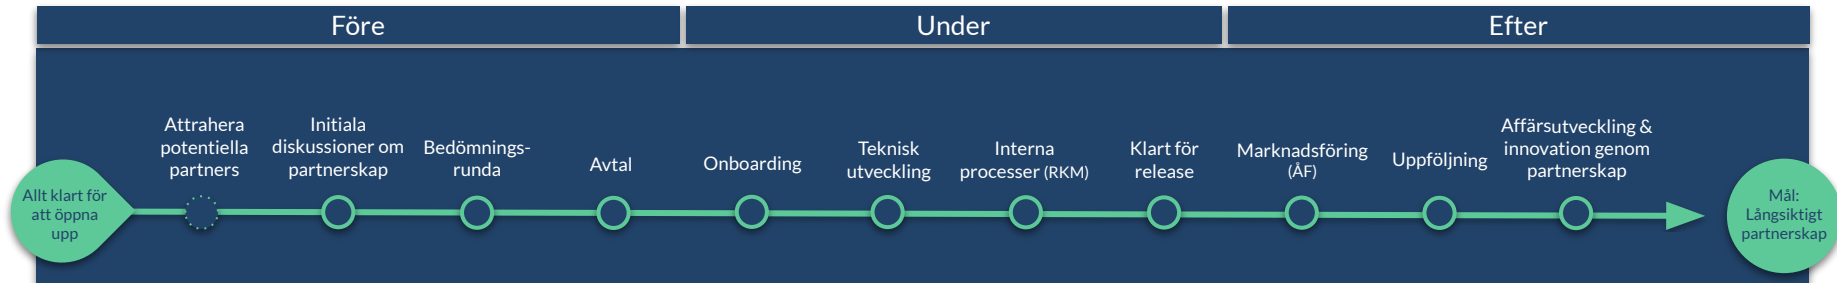 Före
Under
Efter
Allt klart för
att öppna
upp
Attrahera
potentiella
partners
Initiala
diskussioner om
partnerskap
Bedömnings-
runda
Avtal
Onboarding
Teknisk
utveckling
Interna
processer (RKM)
Klart för
release
Marknadsföring
(ÅF)
Uppföljning
Affärsutveckling &
innovation genom
partnerskap
Mål:
Långsiktigt
partnerskap